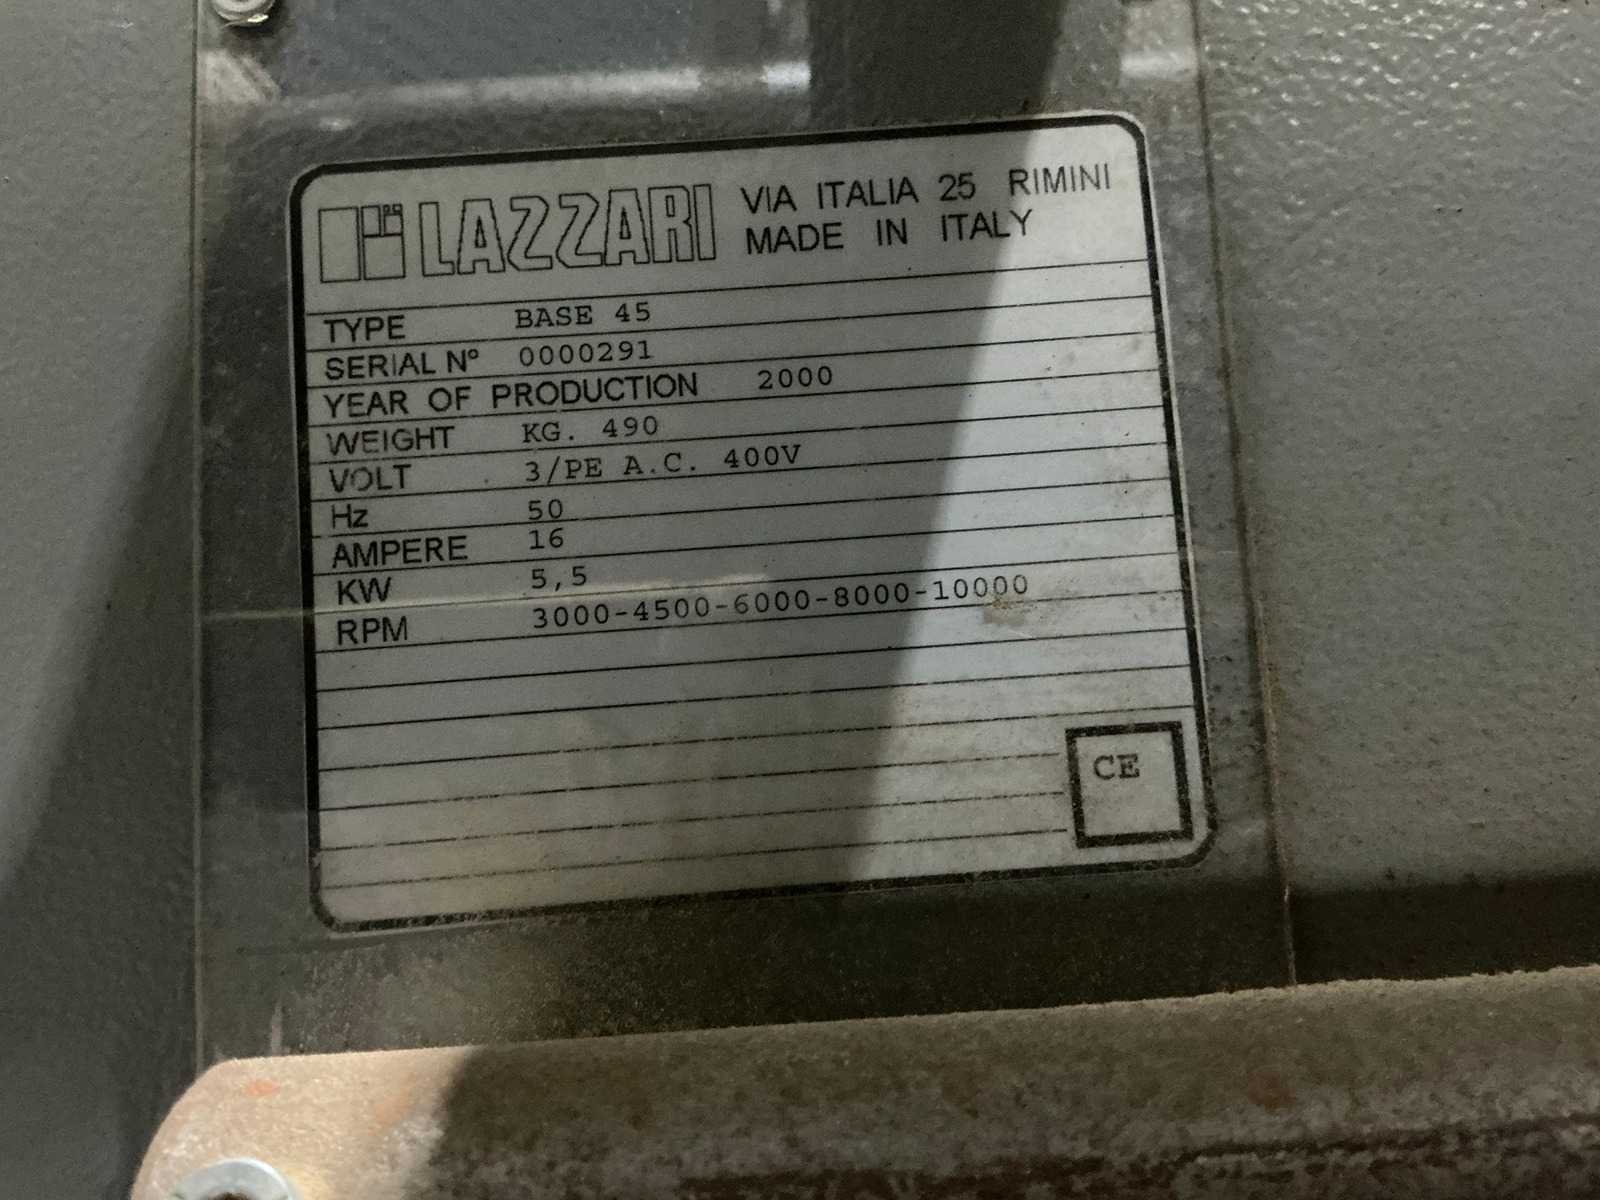 LAZZARI VIA ITALIA 25 RIMINI
MADE IN ITALY
TYPE BASE 45
SERIAL Nº 0000291
YEAR OF PRODUCTION 2000
WEIGHT KG. 490
VOLT 3/PE A.C. 400V
Hz 50
AMPERE 16
KW 5,5
RPM 3000-4500-6000-8000-10000
CE